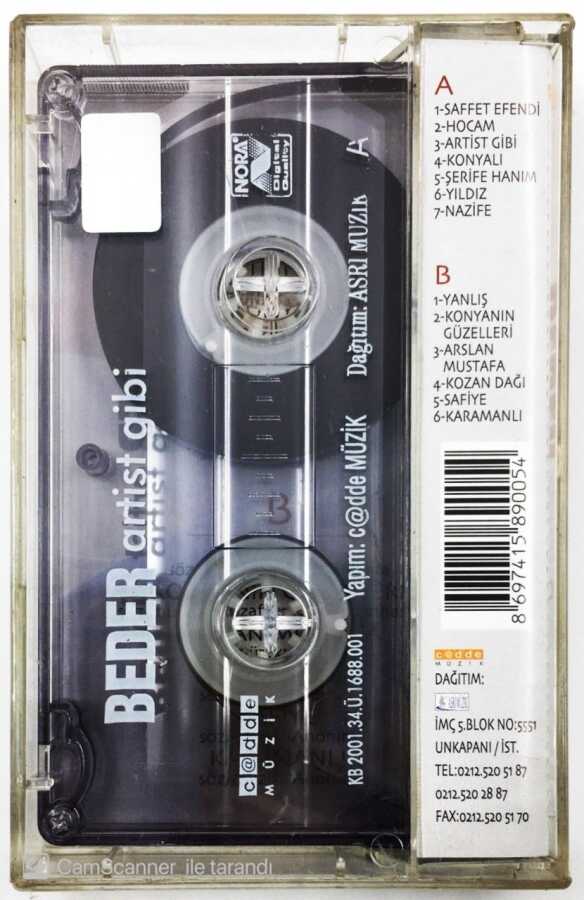 BEDER artist gibi
NORA
Digital Quality
A
Yapım: c@dde MÜZİK Dağıtım: ASRI MUZIK
KB 2001.34.Ü.1688.001
c@dde
MÜZİK
B
A
1-SAFFET EFENDİ
2-HOCAM
3-ARTİST GİBİ
4-KONYALI
5-ŞERİFE HANIM
6-YILDIZ
7-NAZİFE
B
1-YANLIŞ
2-KONYANIN
GÜZELLERİ
3-ARSLAN
MUSTAFA
4-KOZAN DAĞI
5-SAFİYE
6-KARAMANLI
8 697415 890054
c@dde
MÜZİK
DAĞITIM:
İMÇ 5.BLOK NO:5551
UNKAPANI / İST.
TEL:0212.520 51 87
0212.520 28 87
FAX:0212.520 51 70
CamScanner ile tarandı